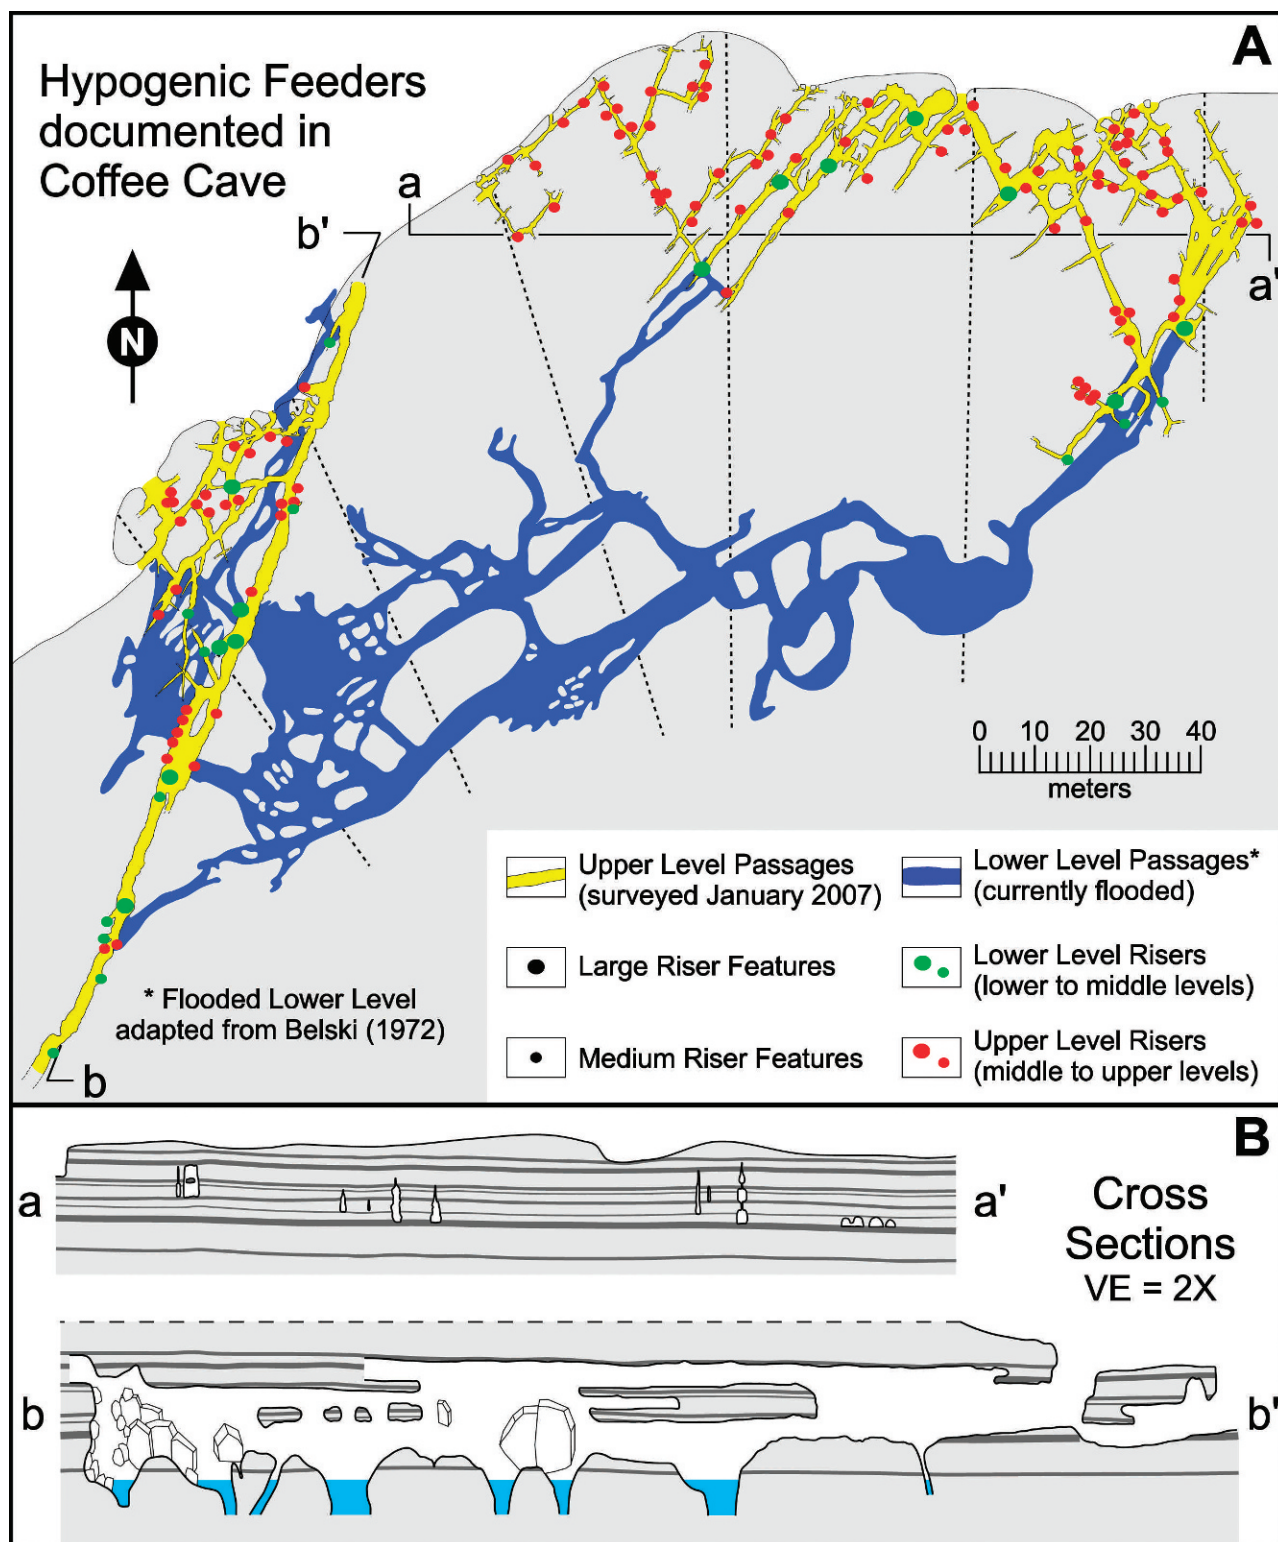 A
Hypogenic Feeders
documented in
Coffee Cave
a
b'
a'
N
0 10 20 30 40
meters
Upper Level Passages
(surveyed January 2007)
Lower Level Passages*
(currently flooded)
Large Riser Features
Lower Level Risers
(lower to middle levels)
Medium Riser Features
Upper Level Risers
(middle to upper levels)
* Flooded Lower Level
adapted from Belski (1972)
b
B
a
a'
Cross
Sections
VE = 2X
b
b'